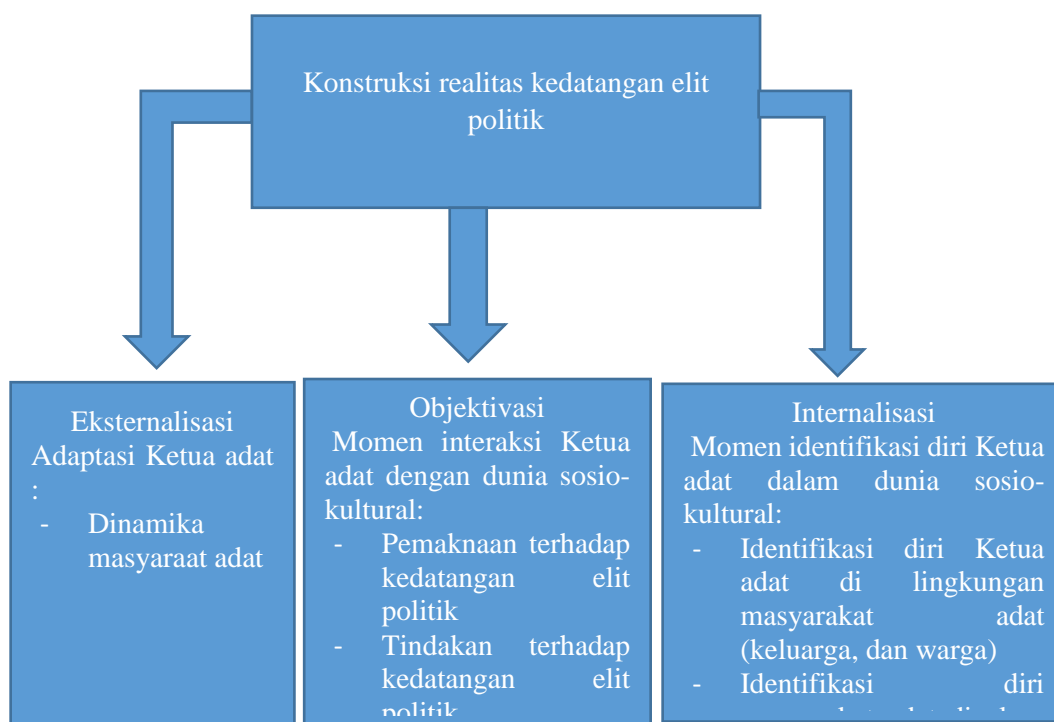 Konstruksi realitas kedatangan elit
politik
Eksternalisasi
Adaptasi Ketua adat
:
- Dinamika
masyaraat adat
Objektivasi
Momen interaksi Ketua
adat dengan dunia sosio-
kultural:
- Pemaknaan terhadap
kedatangan elit
politik
- Tindakan terhadap
kedatangan elit
politik
Internalisasi
Momen identifikasi diri Ketua
adat dalam dunia sosio-
kultural:
- Identifikasi diri Ketua
adat di lingkungan
masyarakat adat
(keluarga, dan warga)
- Identifikasi diri